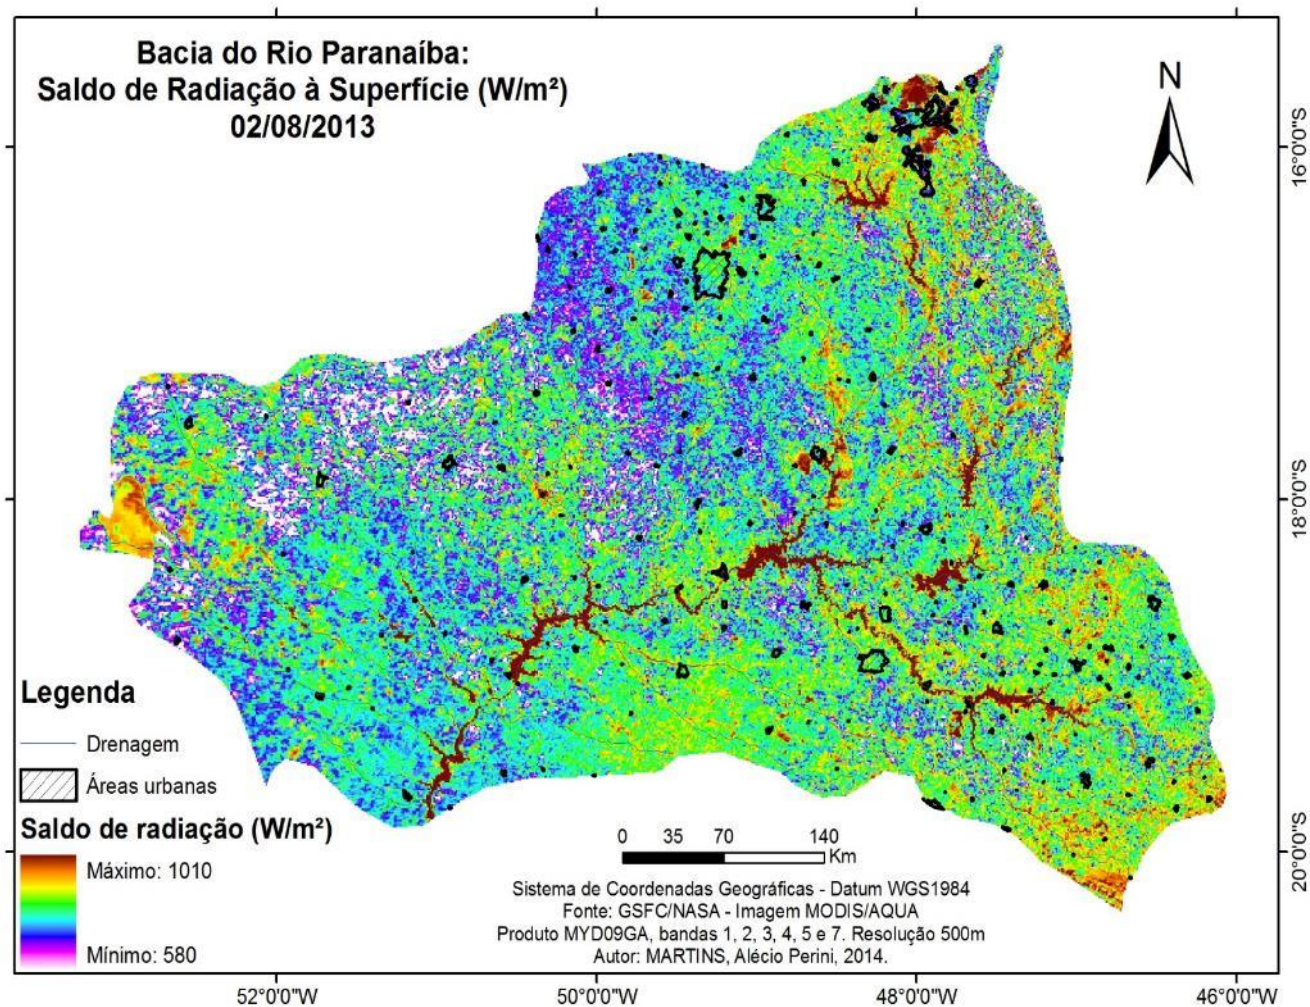 Bacia do Rio Paranaíba:
Saldo de Radiação à Superfície (W/m²)
02/08/2013
N
16°0'0"S
18°0'0"S
20°0'0"S
Legenda
Drenagem
Áreas urbanas
Saldo de radiação (W/m²)
Máximo: 1010
Mínimo: 580
0 35 70 140
Km
Sistema de Coordenadas Geográficas - Datum WGS1984
Fonte: GSFC/NASA - Imagem MODIS/AQUA
Produto MYD09GA, bandas 1, 2, 3, 4, 5 e 7. Resolução 500m
Autor: MARTINS, Alécio Perini, 2014.
52°0'0"W 50°0'0"W 48°0'0"W 46°0'0"W